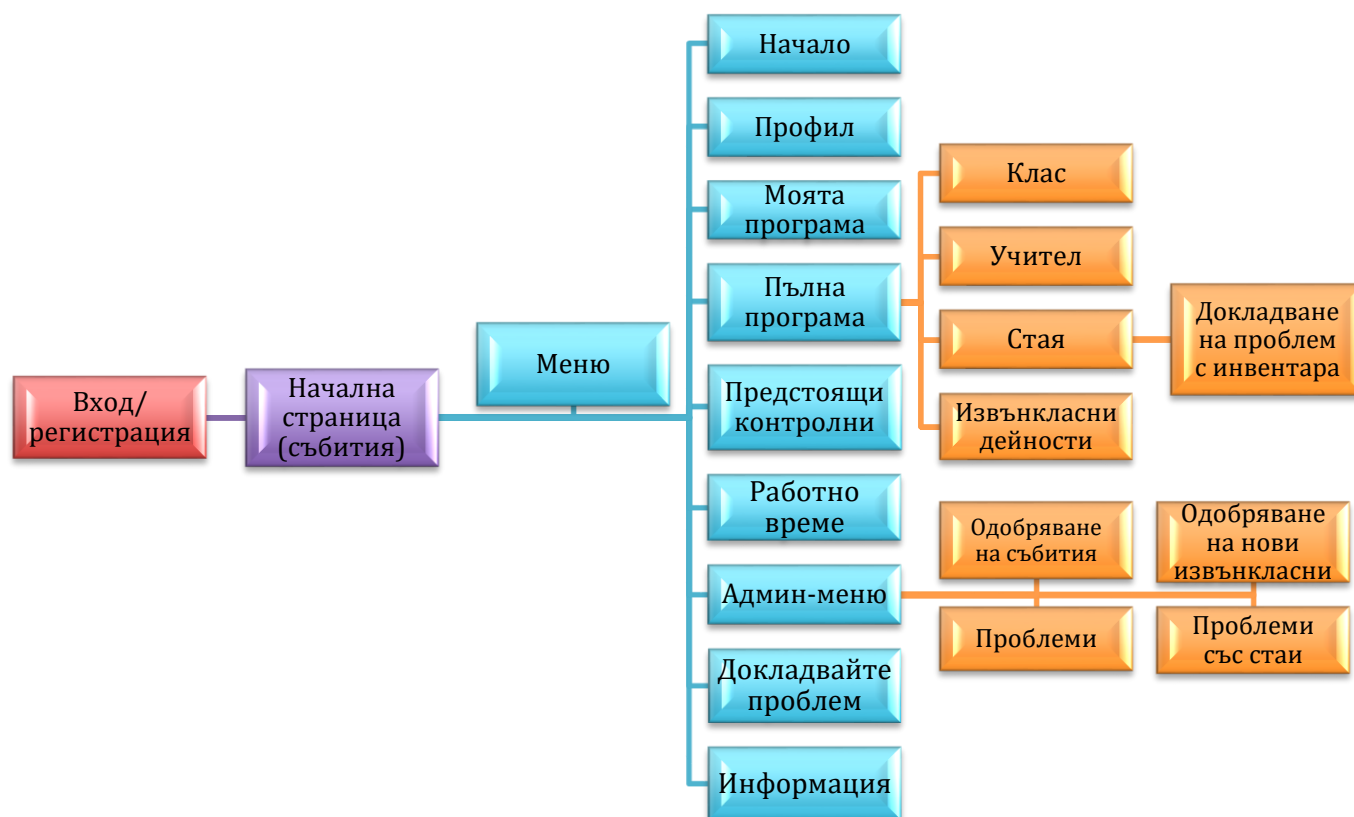 Начало
Профил
Моята
програма
Пълна
програма
Предстоящи
контролни
Работно
време
Админ-меню
Докладвайте
проблем
Информация
Меню
Вход/
регистрация
Начална
страница
(събития)
Клас
Учител
Стая
Извънкласни
дейности
Докладване
на проблем
с инвентара
Одобряване
на събития
Одобряване
на нови
извънкласни
Проблеми
Проблеми
със стаи